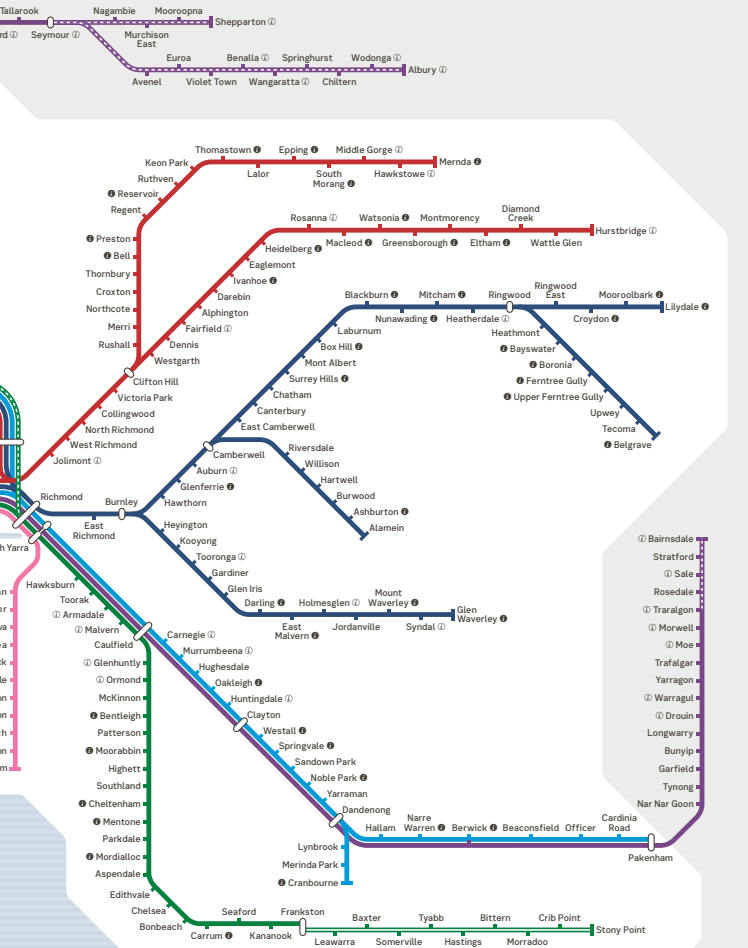 Tallarook
Nagambie
Mooroopna
Shepparton
Seymour
Murchison
East
Euroa
Benalla
Springhurst
Wodonga
Albury
Avenel
Violet Town
Wangaratta
Chiltern
Thomastown
Epping
Middle Gorge
Mernda
Keon Park
Lalor
South
Morang
Hawkstowe
Ruthven
Reservoir
Regent
Preston
Bell
Thornbury
Croxton
Northcote
Merri
Rushall
Rosanna
Watsonia
Montmorency
Diamond
Creek
Hurstbridge
Macleod
Greensborough
Eltham
Wattle Glen
Heidelberg
Eaglemont
Ivanhoe
Darebin
Alphington
Fairfield
Dennis
Westgarth
Clifton Hill
Victoria Park
Collingwood
North Richmond
West Richmond
Jolimont
Blackburn
Mitcham
Ringwood
Ringwood
East
Mooroolbark
Lilydale
Nunawading
Heatherdale
Croydon
Laburnum
Box Hill
Mont Albert
Surrey Hills
Chatham
Canterbury
East Camberwell
Camberwell
Heathmont
Bayswater
Boronia
Ferntree Gully
Upper Ferntree Gully
Upwey
Tecoma
Belgrave
Riversdale
Willison
Hartwell
Burwood
Ashburton
Alamein
Auburn
Glenferrie
Hawthorn
Richmond
Burnley
East
Richmond
Heyington
Kooyong
Tooronga
Gardiner
Glen Iris
Darling
Holmesglen
Mount
Waverley
Glen
Waverley
East
Malvern
Jordanville
Syndal
h Yarra
Hawksburn
Toorak
Armadale
Malvern
Caulfield
Carnegie
Murrumbeena
Hughesdale
Oakleigh
Huntingdale
Clayton
Westall
Springvale
Sandown Park
Noble Park
Yarraman
Dandenong
Glenhuntly
Ormond
McKinnon
Bentleigh
Patterson
Moorabbin
Highett
Southland
Cheltenham
Mentone
Parkdale
Mordialloc
Aspendale
Edithvale
Chelsea
Bonbeach
Carrum
Seaford
Kananook
Frankston
Leawarra
Baxter
Somerville
Tyabb
Hastings
Bittern
Morradoo
Crib Point
Stony Point
Lynbrook
Merinda Park
Cranbourne
Hallam
Narre
Warren
Berwick
Beaconsfield
Officer
Cardinia
Road
Pakenham
Bairnsdale
Stratford
Sale
Rosedale
Traralgon
Morwell
Moe
Trafalgar
Yarragon
Warragul
Drouin
Longwarry
Bunyip
Garfield
Tynong
Nar Nar Goon